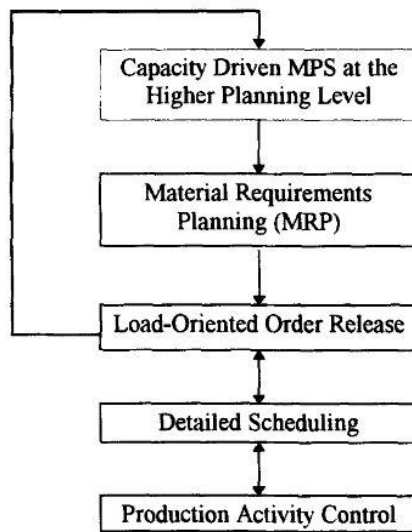 Capacity Driven MPS at the
Higher Planning Level
Material Requirements
Planning (MRP)
Load-Oriented Order Release
Detailed Scheduling
Production Activity Control